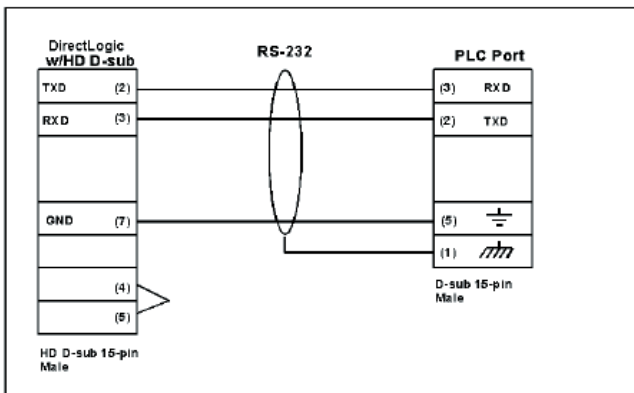 DirectLogic
w/HD D-sub
RS-232
PLC Port
TXD (2)
(3) RXD
RXD (3)
(2) TXD
GND (7)
(5)
(1)
(4)
(5)
D-sub 15-pin
Male
HD D-sub 15-pin
Male